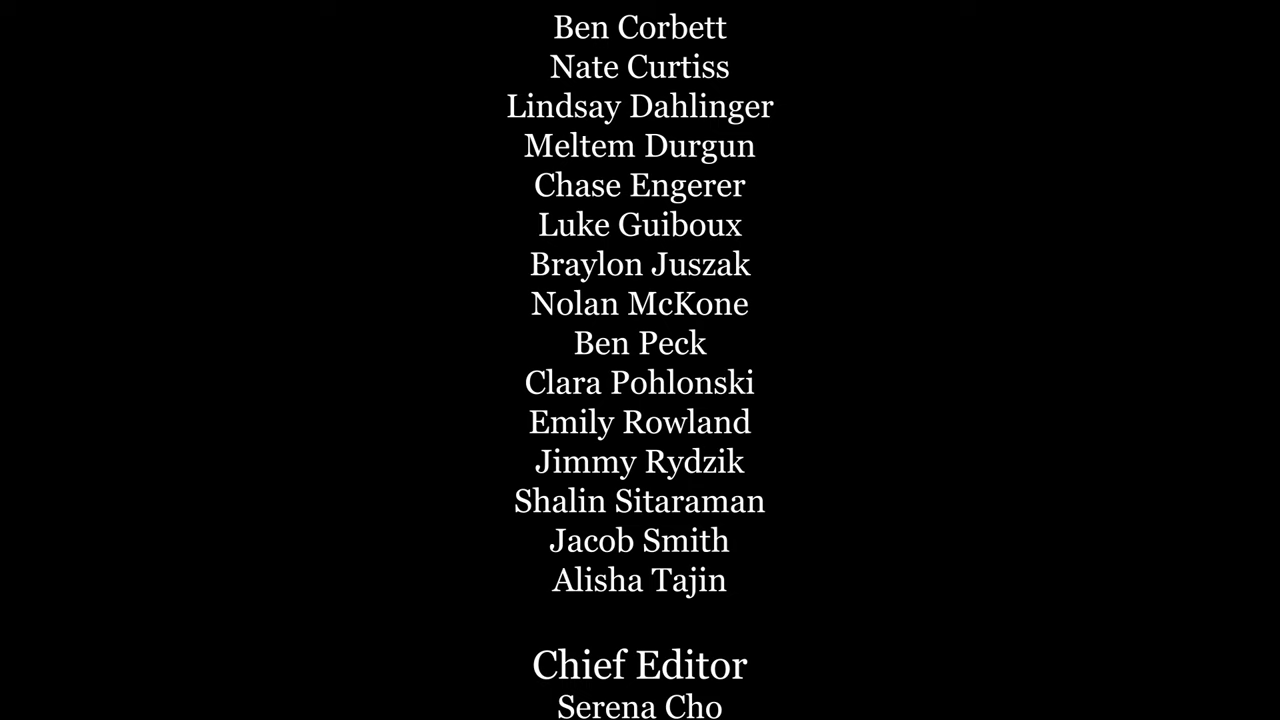 Ben Corbett
Nate Curtiss
Lindsay Dahlinger
Meltem Durgun
Chase Engerer
Luke Guiboux
Braylon Juszak
Nolan McKone
Ben Peck
Clara Pohlonski
Emily Rowland
Jimmy Rydzik
Shalin Sitaraman
Jacob Smith
Alisha Tajin
Chief Editor
Serena Cho